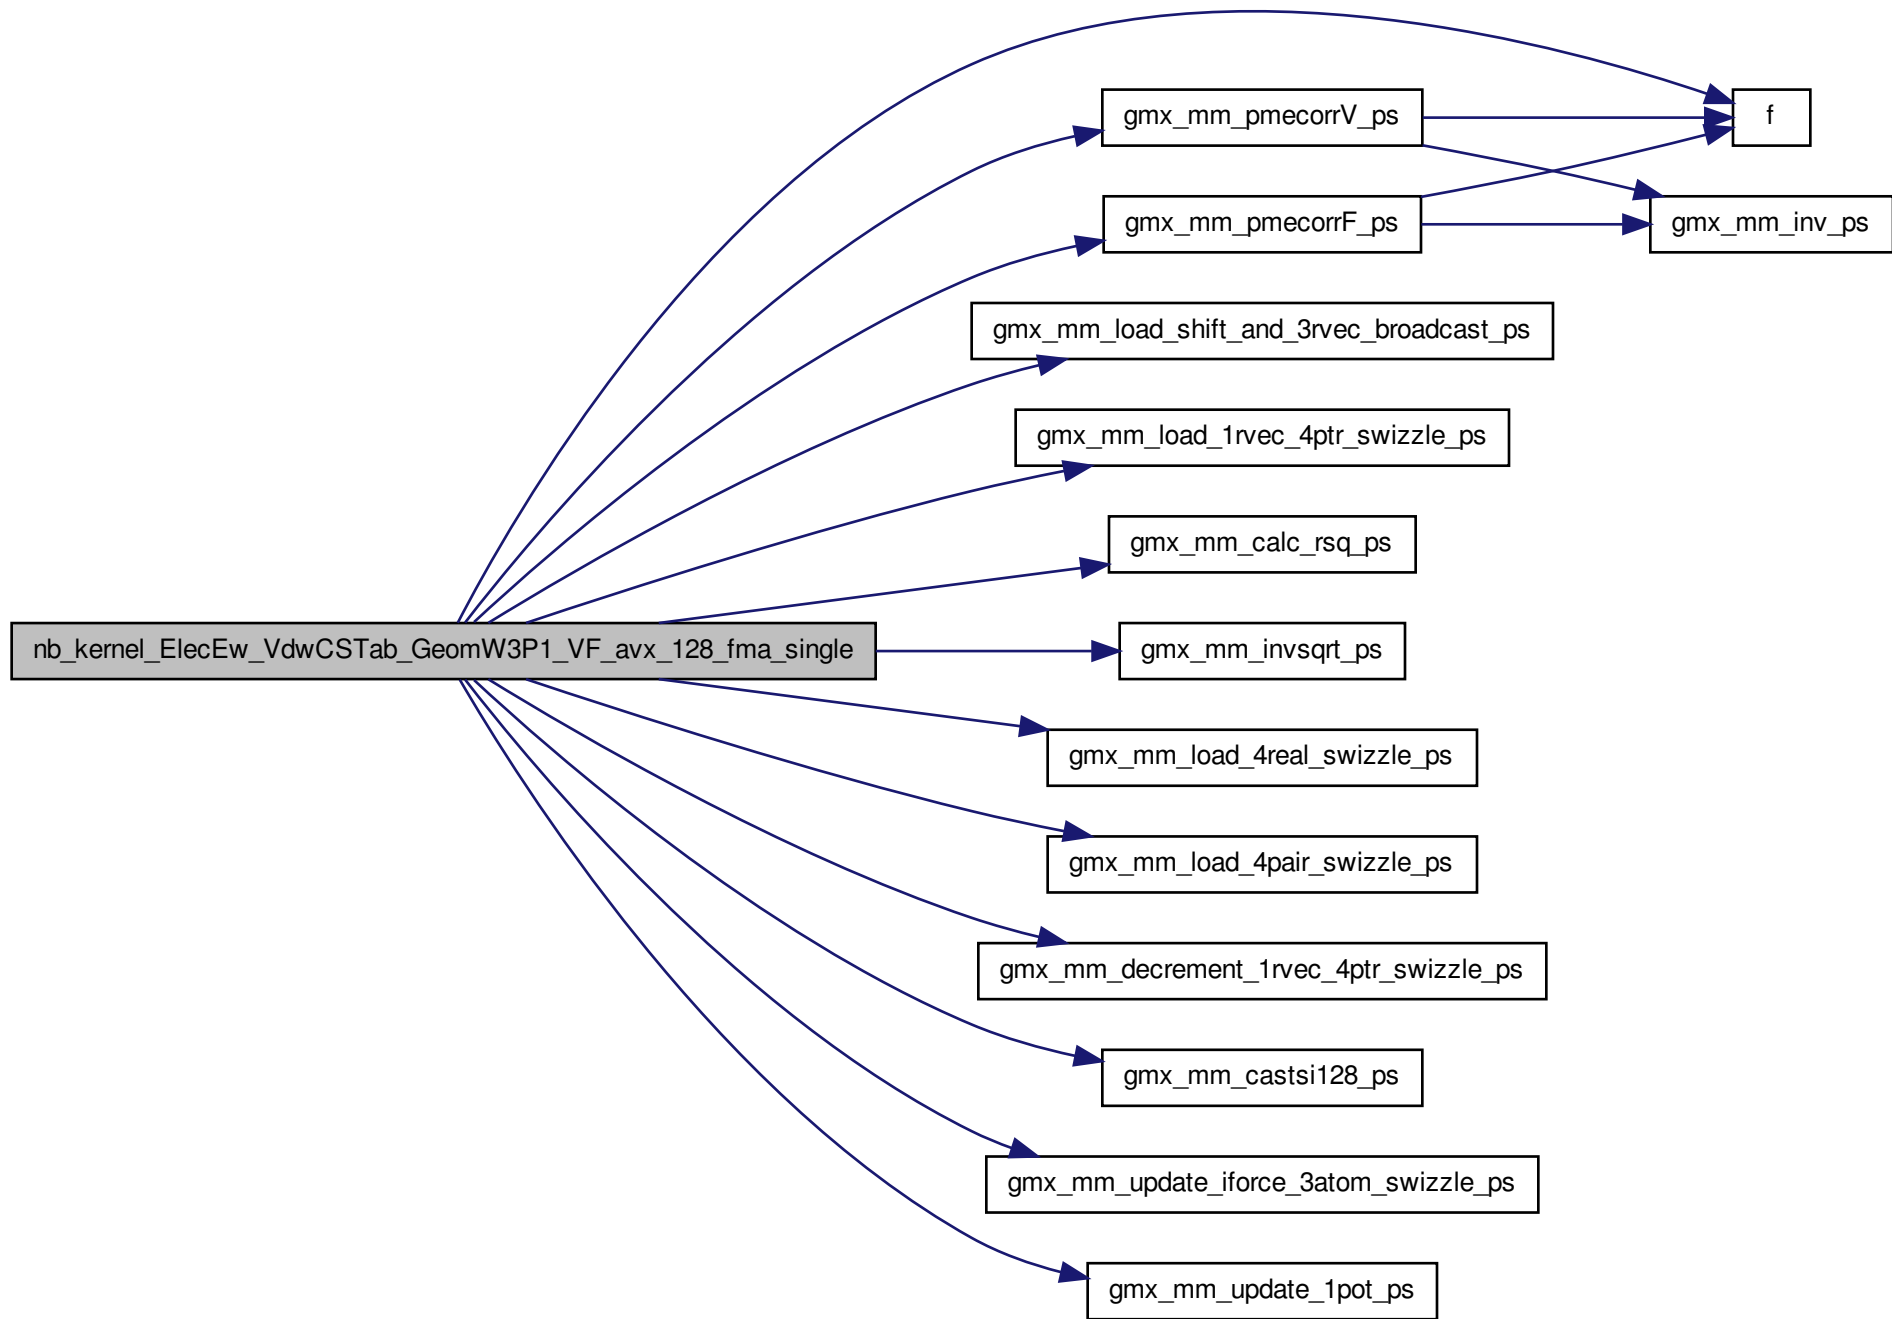 nb_kernel_ElecEw_VdwCSTab_GeomW3P1_VF_avx_128_fma_single
f
gmx_mm_pmecorrV_ps
gmx_mm_pmecorrF_ps
gmx_mm_inv_ps
gmx_mm_load_shift_and_3rvec_broadcast_ps
gmx_mm_load_1rvec_4ptr_swizzle_ps
gmx_mm_calc_rsq_ps
gmx_mm_invsqrt_ps
gmx_mm_load_4real_swizzle_ps
gmx_mm_load_4pair_swizzle_ps
gmx_mm_decrement_1rvec_4ptr_swizzle_ps
gmx_mm_castsi128_ps
gmx_mm_update_iforce_3atom_swizzle_ps
gmx_mm_update_1pot_ps